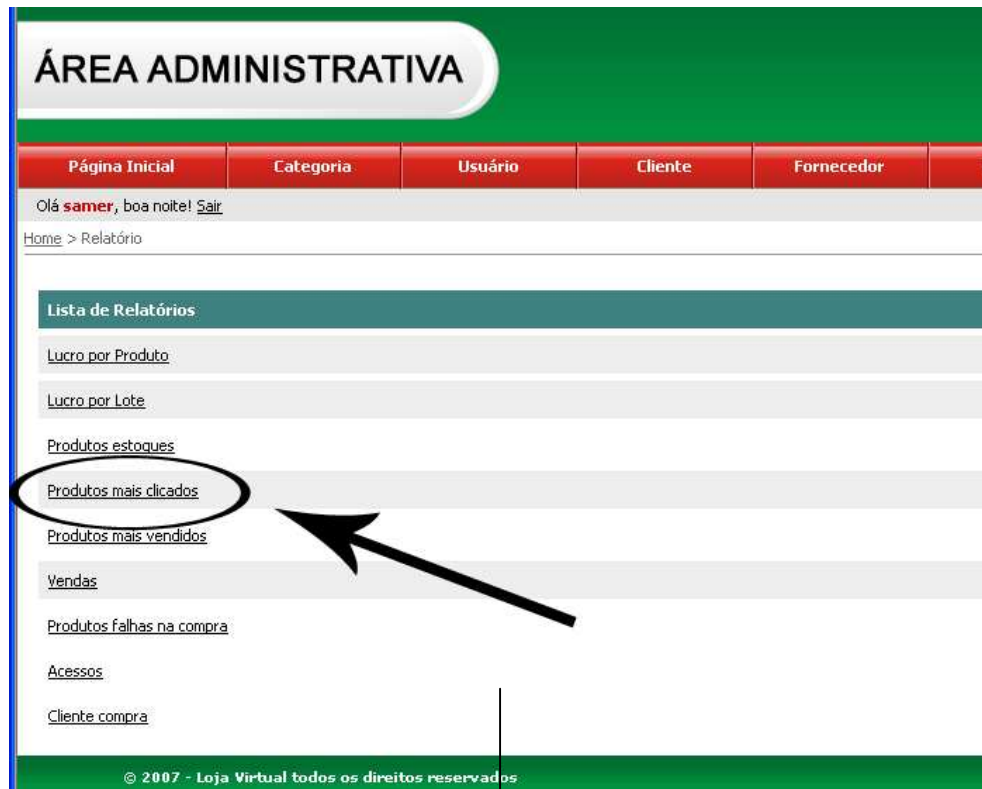 ÁREA ADMINISTRATIVA
Página Inicial Categoria Usuário Cliente Fornecedor
Olá samer, boa noite! Sair
Home > Relatório
Lista de Relatórios
Lucro por Produto
Lucro por Lote
Produtos estoques
Produtos mais clicados
Produtos mais vendidos
Vendas
Produtos falhas na compra
Acessos
Cliente compra
© 2007 - Loja Virtual todos os direitos reservados